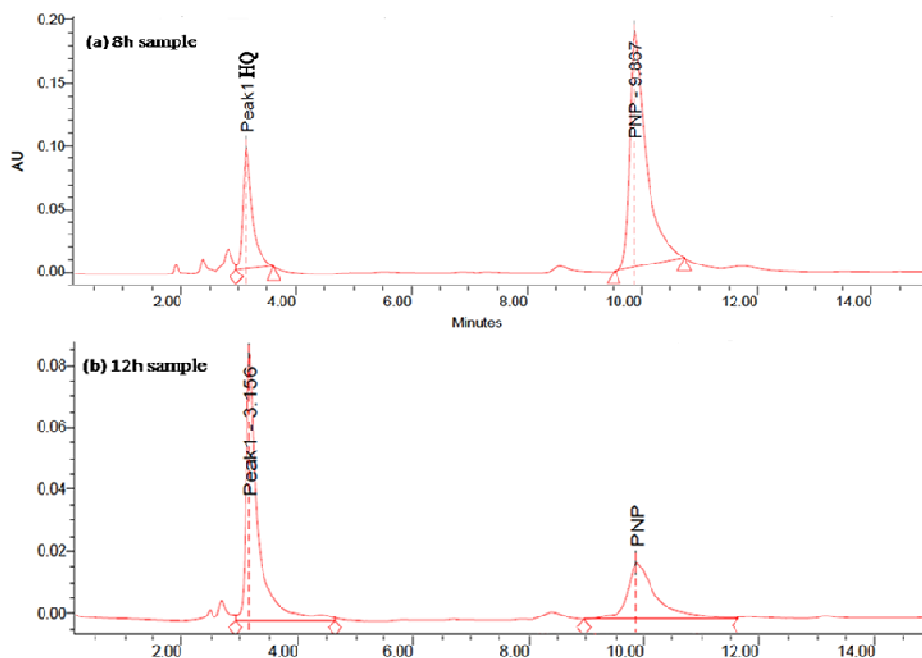 0.20
(a) 8h sample
Peak1 HQ
PNP - 9.867
0.15
0.10
AU
0.05
0.00
2.00 4.00 6.00 8.00 10.00 12.00 14.00
Minutes
(b) 12h sample
0.08
Peak1 - 3.156
0.06
0.04
PNP
0.02
0.00
2.00 4.00 6.00 8.00 10.00 12.00 14.00